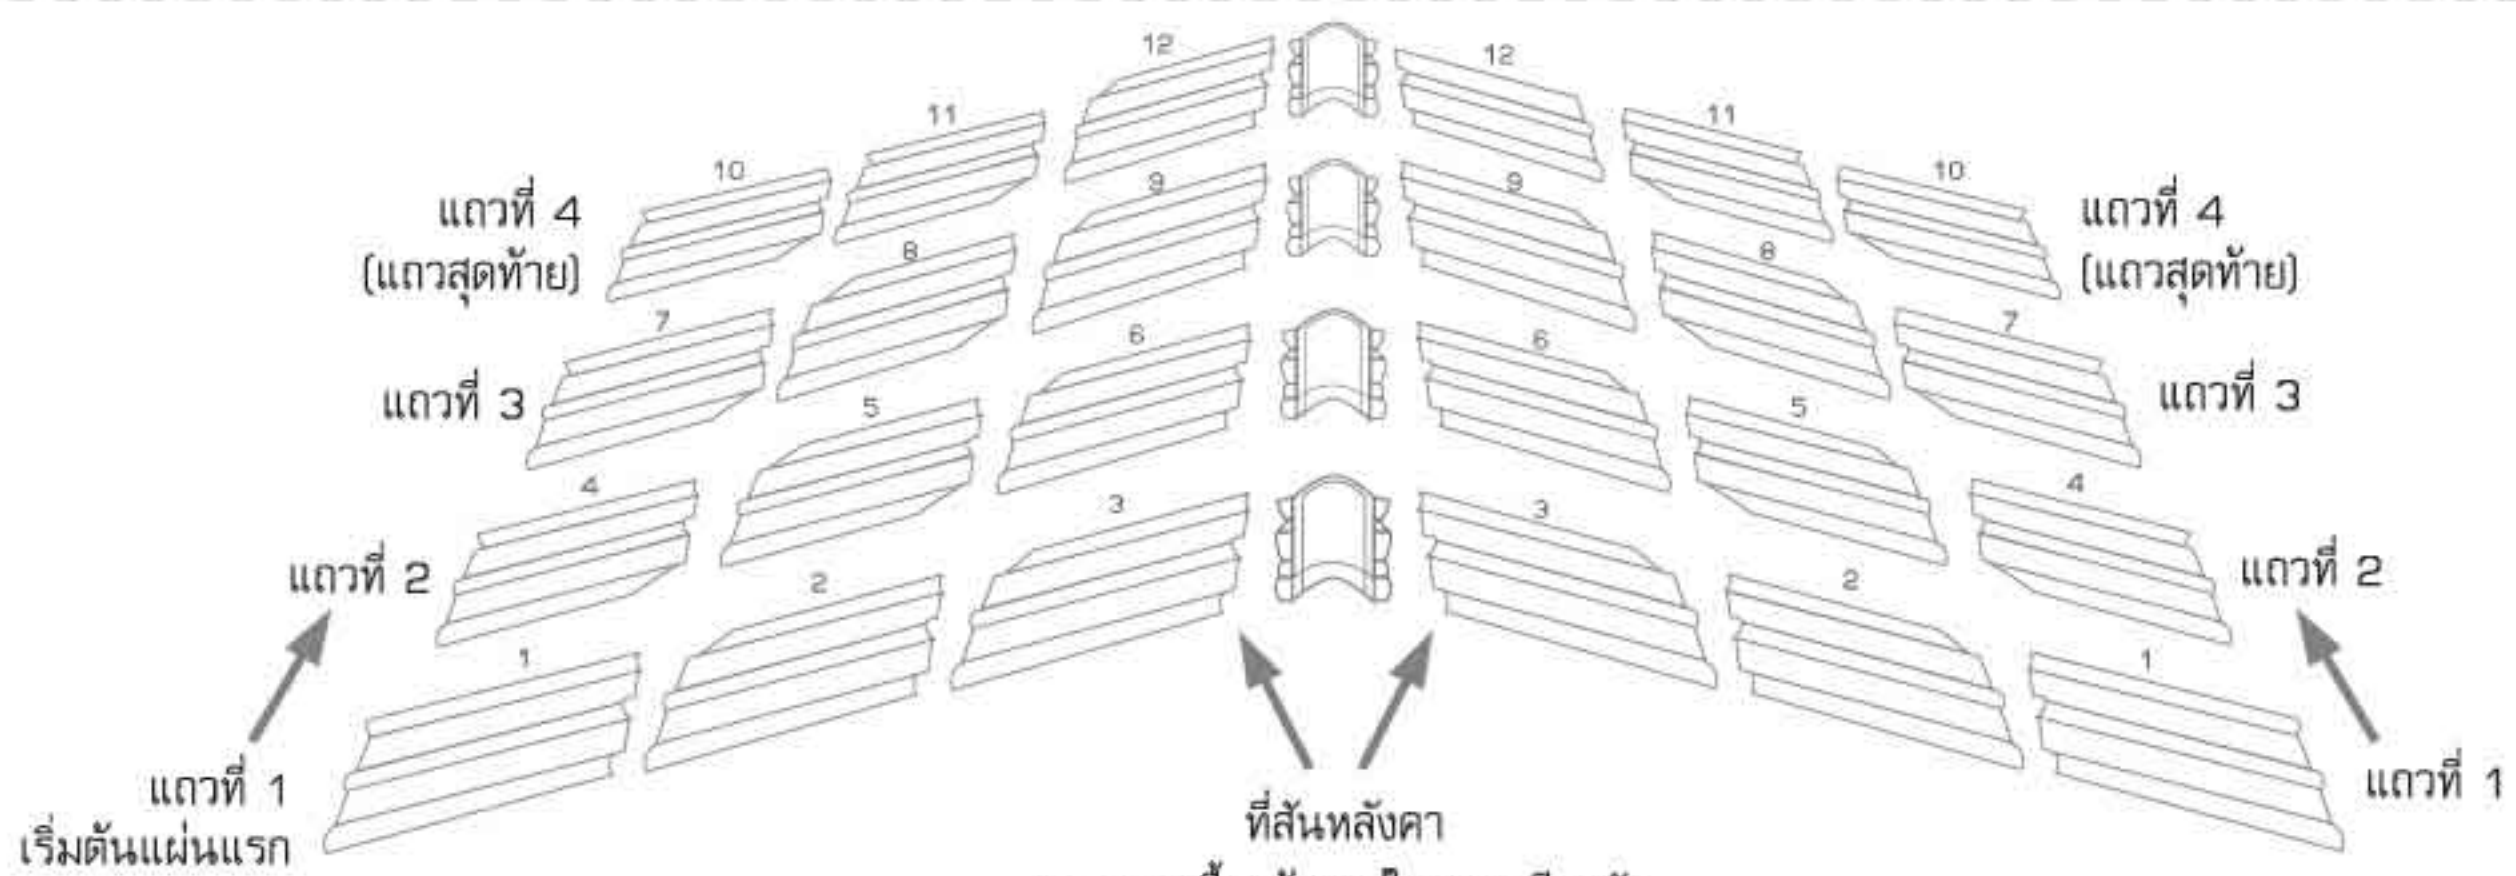 12
12
11
11
10
10
แถวที่ 4
(แถวสุดท้าย)
แถวที่ 4
(แถวสุดท้าย)
9
9
8
8
7
7
แถวที่ 3
แถวที่ 3
6
6
5
5
4
4
แถวที่ 2
แถวที่ 2
3
3
2
2
1
1
แถวที่ 1
เริ่มต้นแผ่นแรก
แถวที่ 1
ที่สันหลังคา